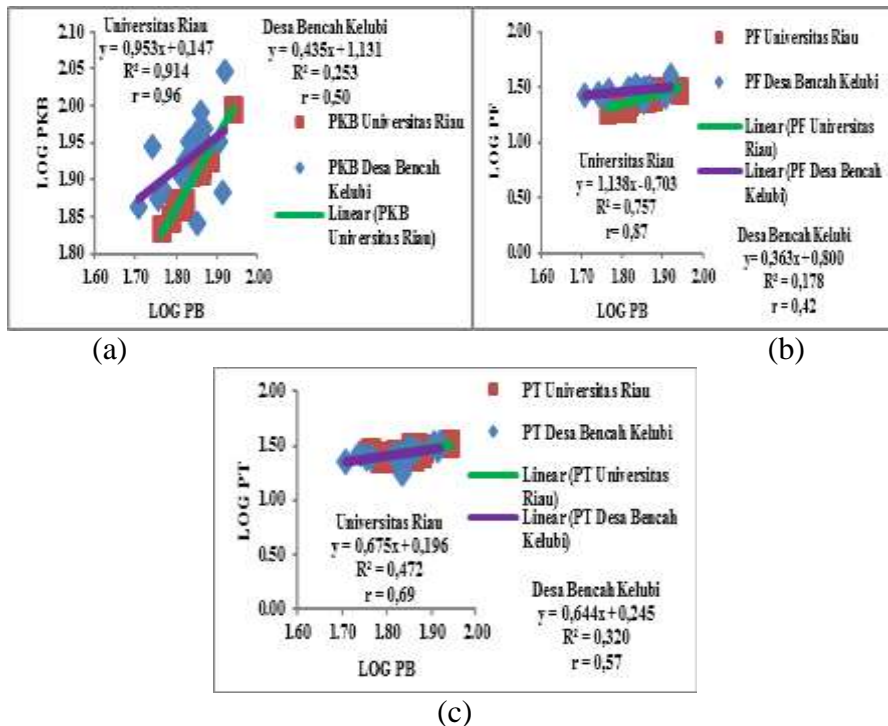 Universitas Riau
y = 0,953x + 0,147
R² = 0,914
r = 0,96
Desa Bencah Kelubi
y = 0,435x + 1,131
R² = 0,253
r = 0,50
2.10
2.05
2.00
1.95
1.90
1.85
1.80
LOG PKB
PKB Universitas Riau
PKB Desa Bencah
Kelubi
Linear (PKB
Universitas Riau)
1.60 1.70 1.80 1.90 2.00
LOG PB
(a)
2.00
1.50
1.00
0.50
0.00
LOG PF
PF Universitas Riau
PF Desa Bencah Kelubi
Linear (PF Universitas
Riau)
Linear (PF Desa Bencah
Kelubi)
Universitas Riau
y = 1,138x - 0,703
R² = 0,757
r= 0,87
Desa Bencah Kelubi
y = 0,363x + 0,800
R² = 0,178
r = 0,42
1.60 1.70 1.80 1.90 2.00
LOG PB
(b)
2.00
1.50
1.00
0.50
0.00
LOG PT
PT Universitas Riau
PT Desa Bencah Kelubi
Linear (PT Universitas
Riau)
Linear (PT Desa Bencah
Kelubi)
Universitas Riau
y = 0,675x + 0,196
R² = 0,472
r = 0,69
Desa Bencah Kelubi
y = 0,644x + 0,245
R² = 0,320
r = 0,57
1.60 1.70 1.80 1.90 2.00
LOG PB
(c)